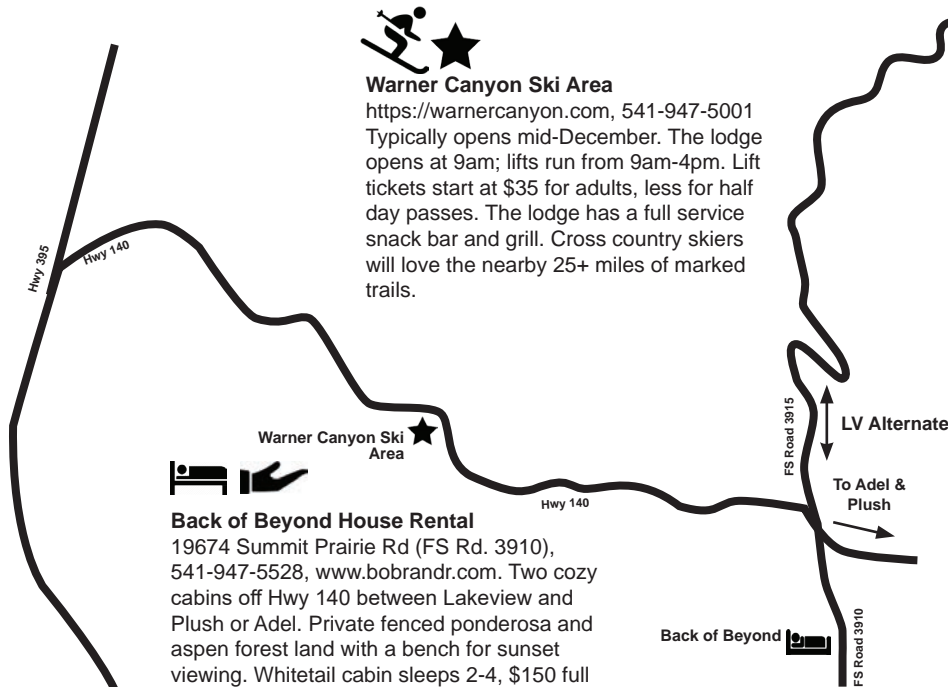 Warner Canyon Ski Area
https://warnercanyon.com, 541-947-5001
Typically opens mid-December. The lodge
opens at 9am; lifts run from 9am-4pm. Lift
tickets start at $35 for adults, less for half
day passes. The lodge has a full service
snack bar and grill. Cross country skiers
will love the nearby 25+ miles of marked
trails.
Hwy 395
Hwy 140
Warner Canyon Ski
Area
FS Road 3915
LV Alternate
To Adel &
Plush
Hwy 140
Back of Beyond House Rental
19674 Summit Prairie Rd (FS Rd. 3910),
541-947-5528, www.bobrandr.com. Two cozy
cabins off Hwy 140 between Lakeview and
Plush or Adel. Private fenced ponderosa and
aspen forest land with a bench for sunset
viewing. Whitetail cabin sleeps 2-4, $150 full
Back of Beyond
FS Road 3910